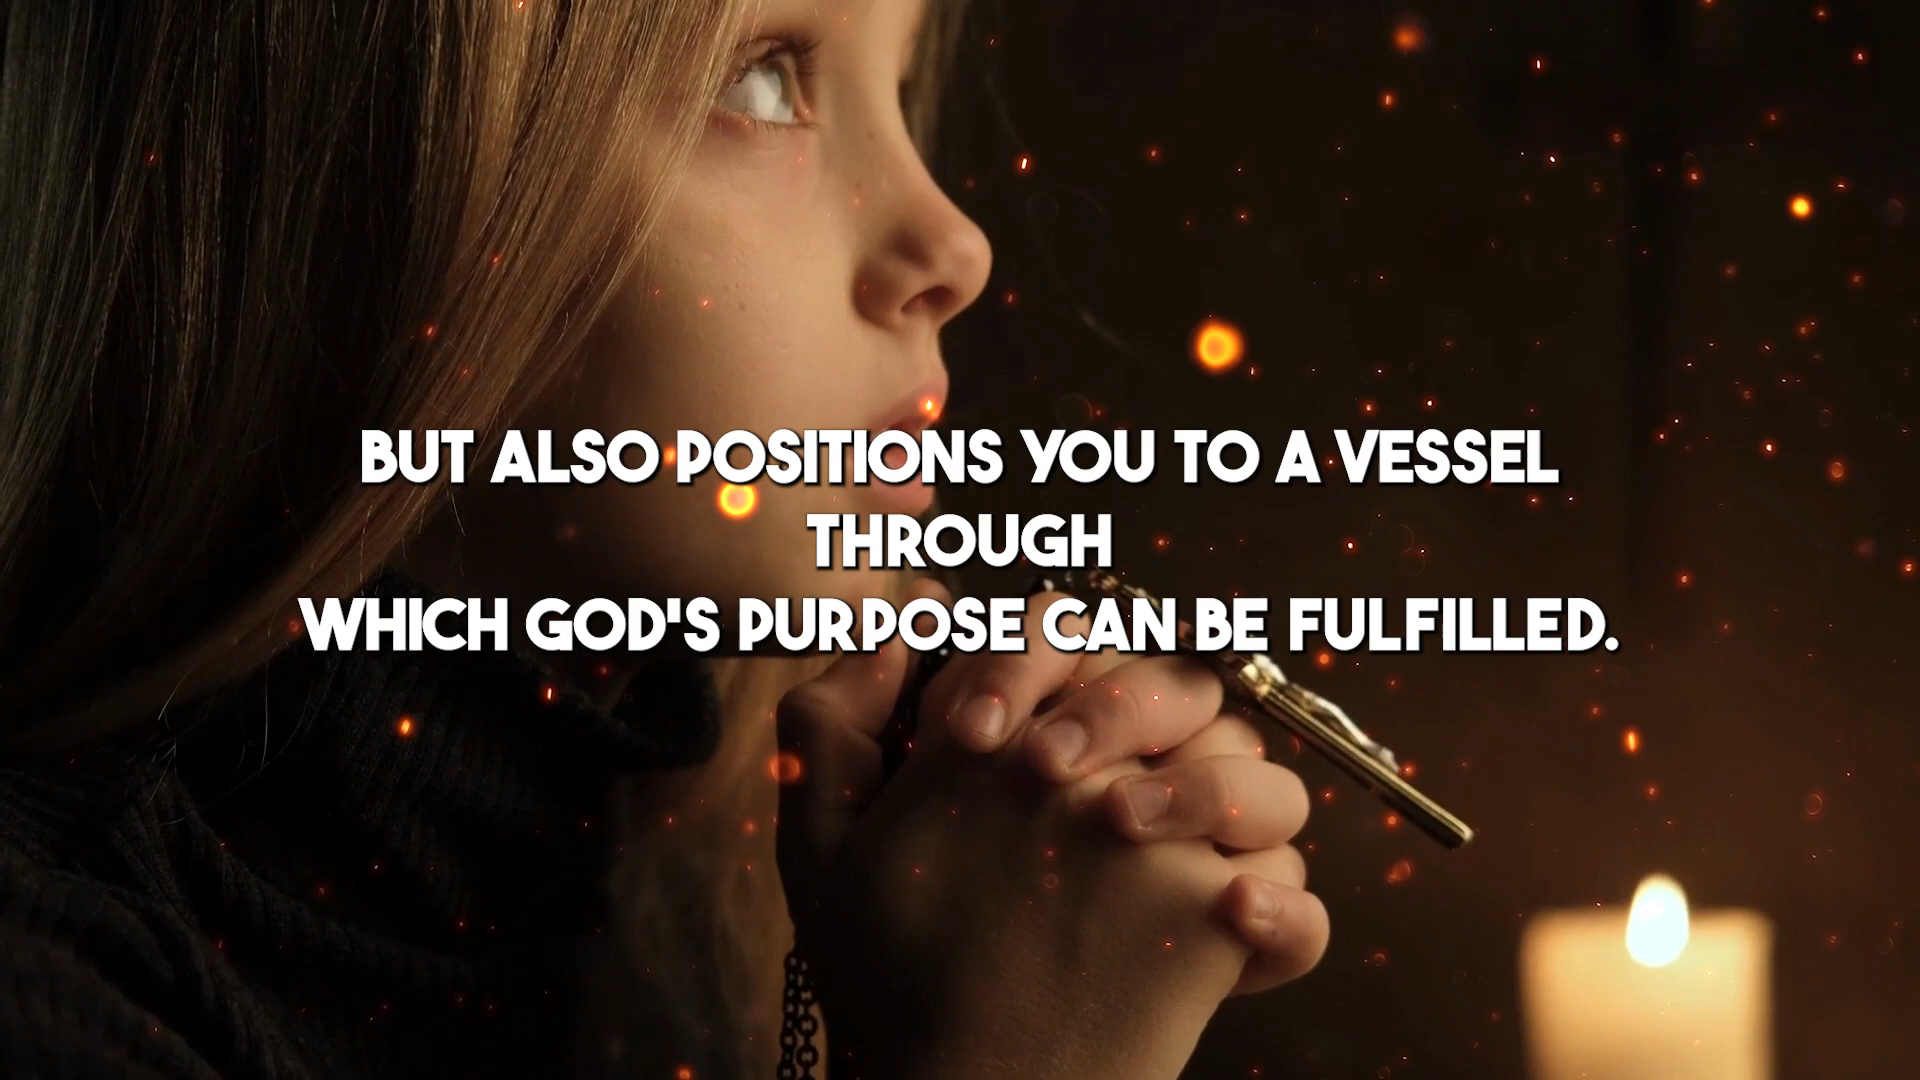 BUT ALSO POSITIONS YOU TO A VESSEL
THROUGH
WHICH GOD'S PURPOSE CAN BE FULFILLED.